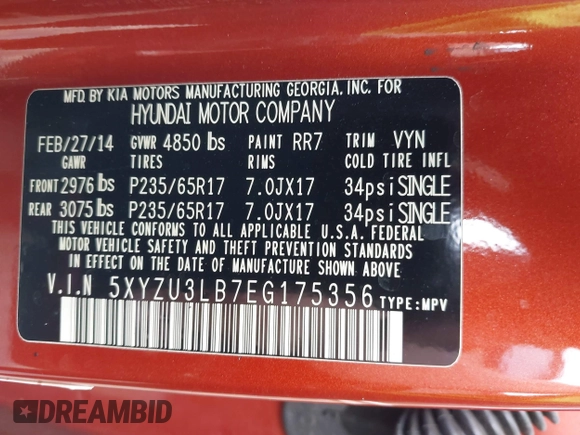 MFD. BY KIA MOTORS MANUFACTURING GEORGIA, INC. FOR
HYUNDAI MOTOR COMPANY
FEB/27/14 GVWR 4850 lbs PAINT RR7 TRIM VYN
GAWR TIRES RIMS COLD TIRE INFL
FRONT 2976 lbs P235/65R17 7.0JX17 34psi SINGLE
REAR 3075 lbs P235/65R17 7.0JX17 34psi SINGLE
THIS VEHICLE CONFORMS TO ALL APPLICABLE U.S.A. FEDERAL
MOTOR VEHICLE SAFETY AND THEFT PREVENTION STANDARDS
IN EFFECT ON THE DATE OF MANUFACTURE SHOWN ABOVE
V.I.N 5XYZU3LB7EG175356 TYPE:MPV
DREAMBID